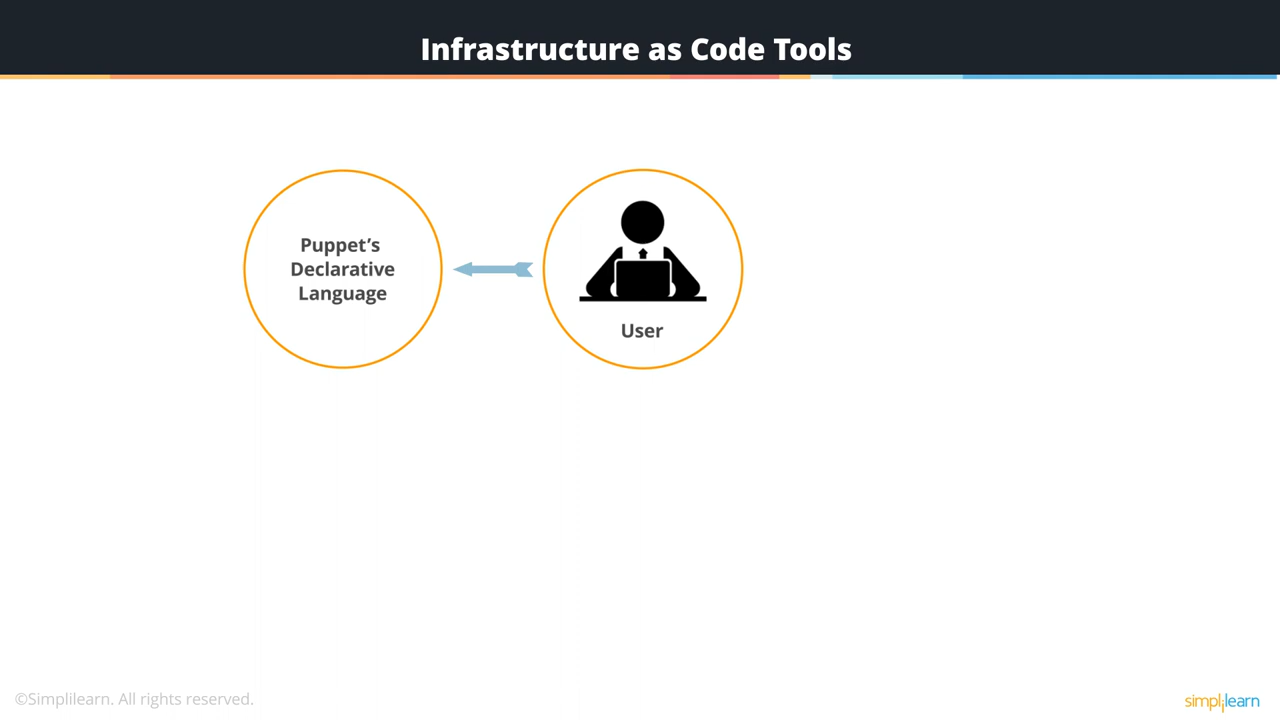 Infrastructure as Code Tools
Puppet’s
Declarative
Language
User
©Simplilearn. All rights reserved.
simplilearn